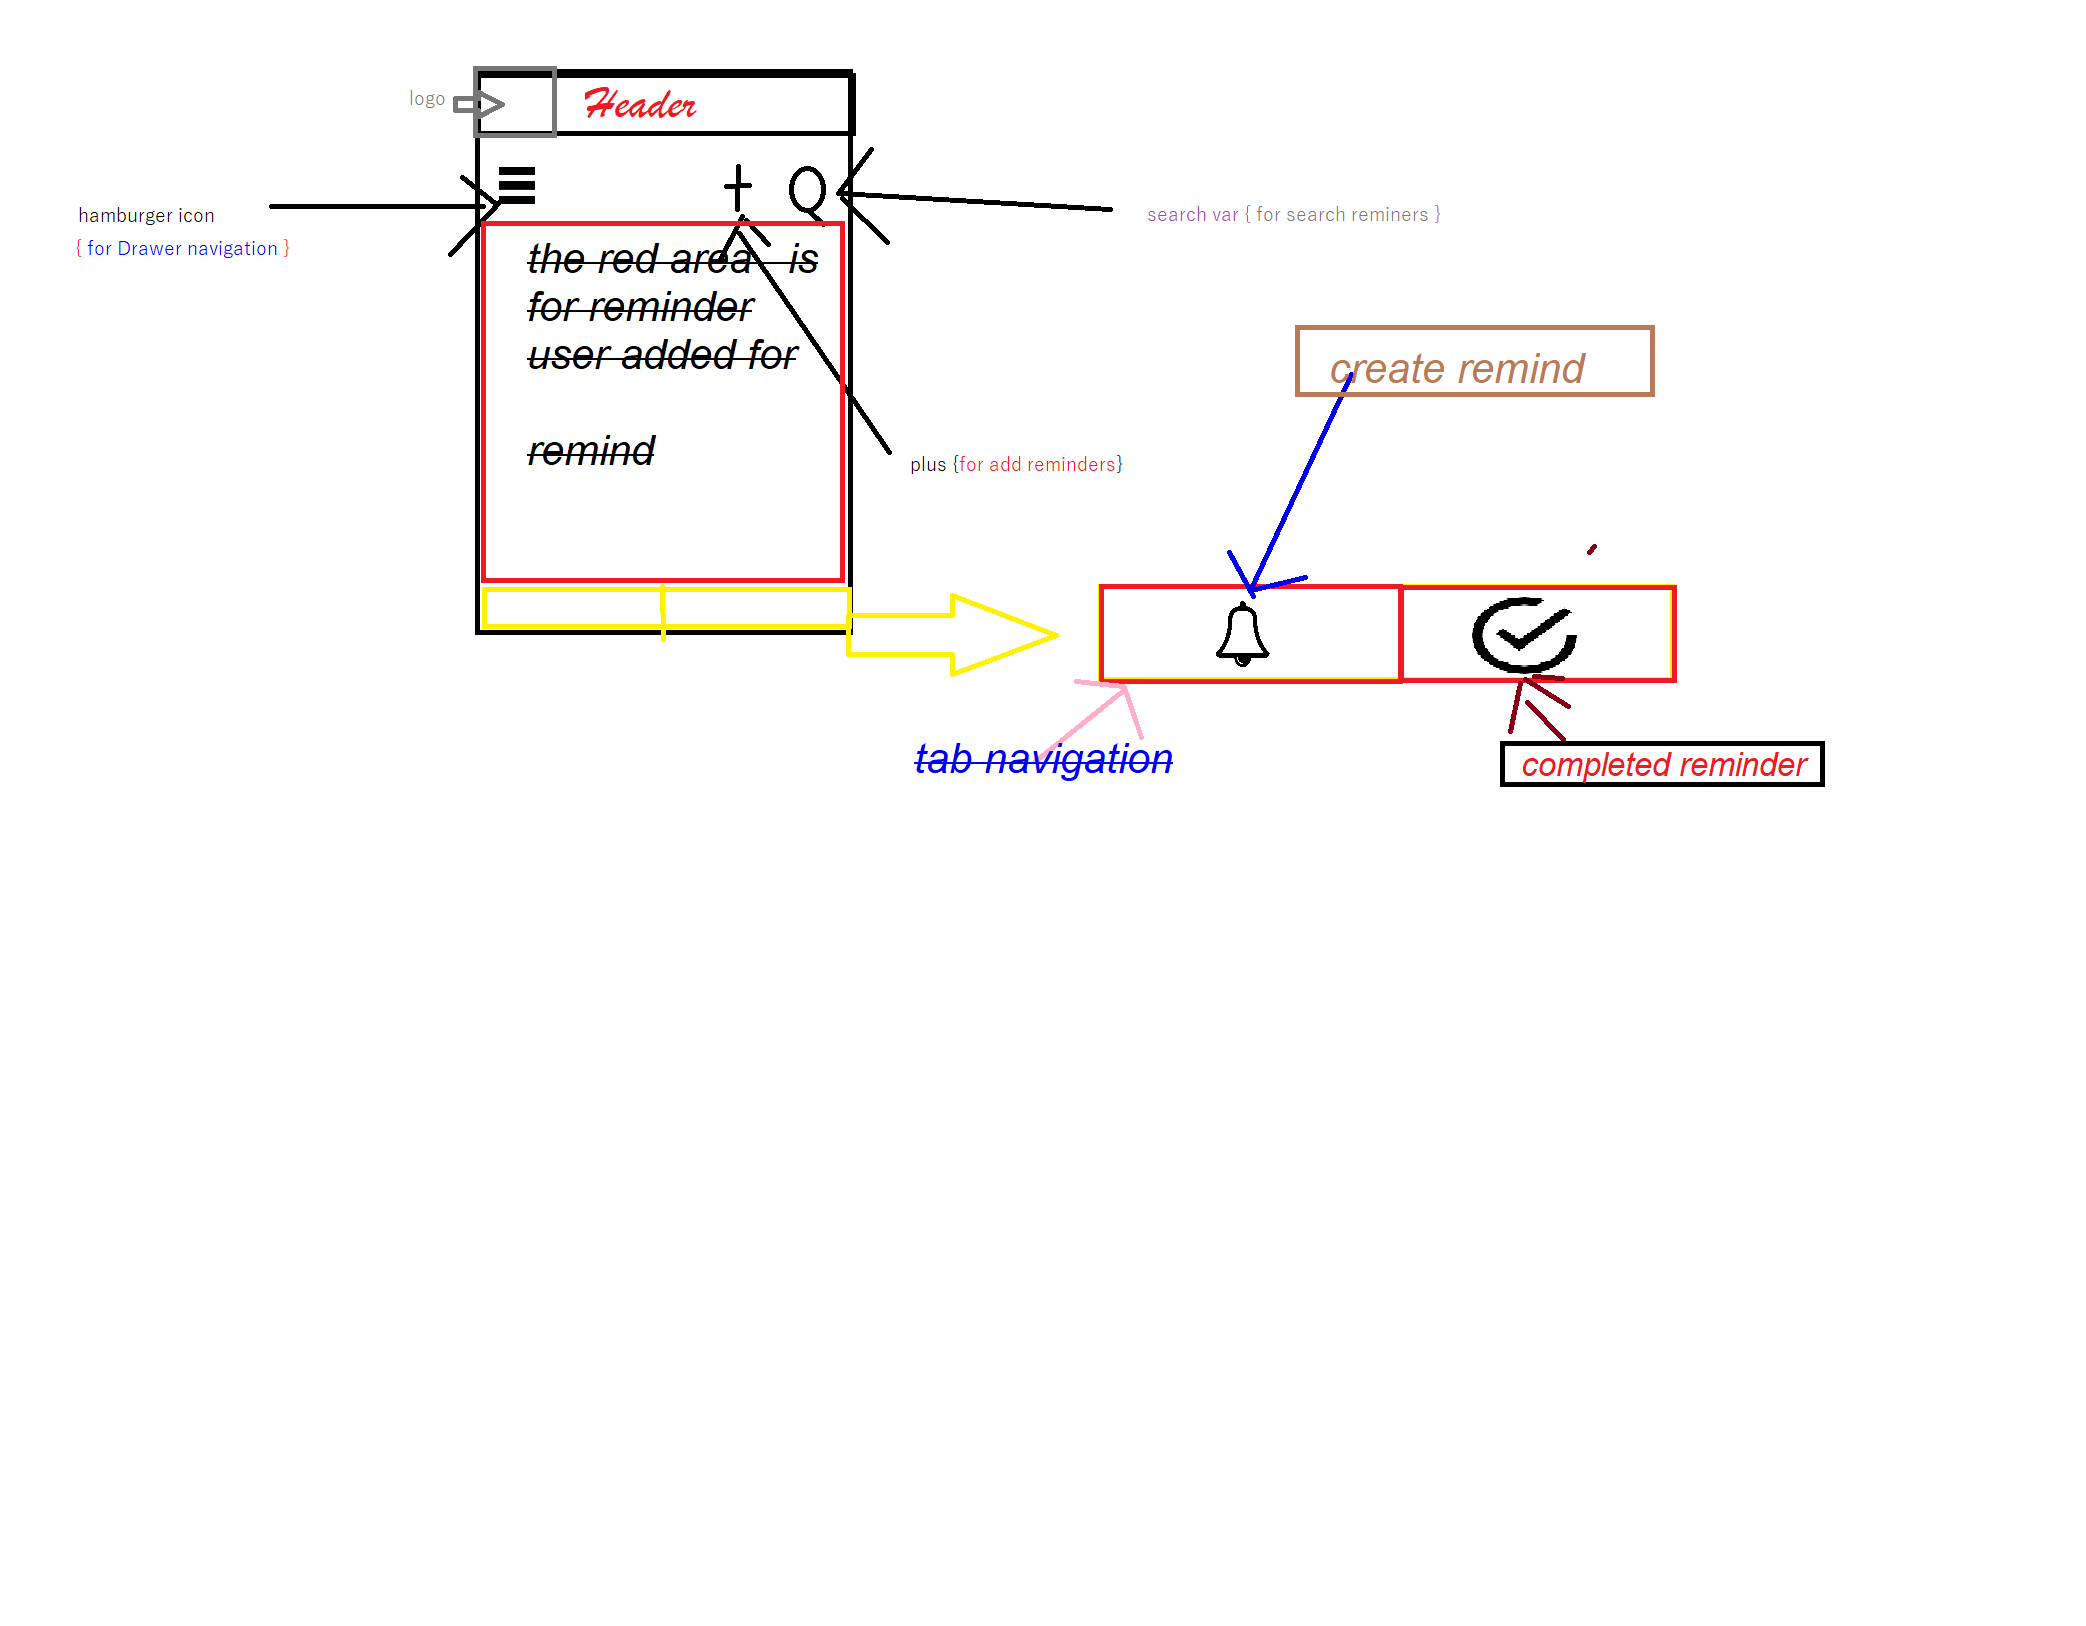 logo
Header
hamburger icon
{ for Drawer navigation }
search var { for search reminers }
the red area is
for reminder
user added for
remind
plus {for add reminders}
create remind
tab navigation
completed reminder